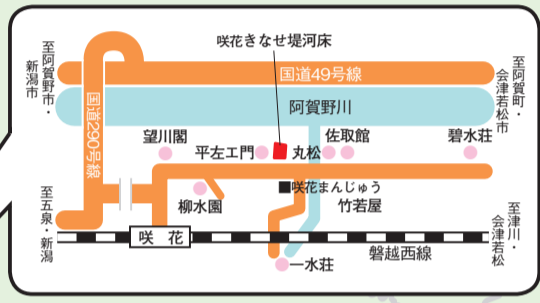 咲花きなせ堤河床
至阿賀野市・
新潟市
国道49号線
至阿賀町・
会津若松市
阿賀野川
国道290号線
望川閣
平左エ門
丸松
佐取館
碧水荘
柳水園
■咲花まんじゅう
竹若屋
至五泉・新潟
咲花
磐越西線
至津川・
会津若松
一水荘